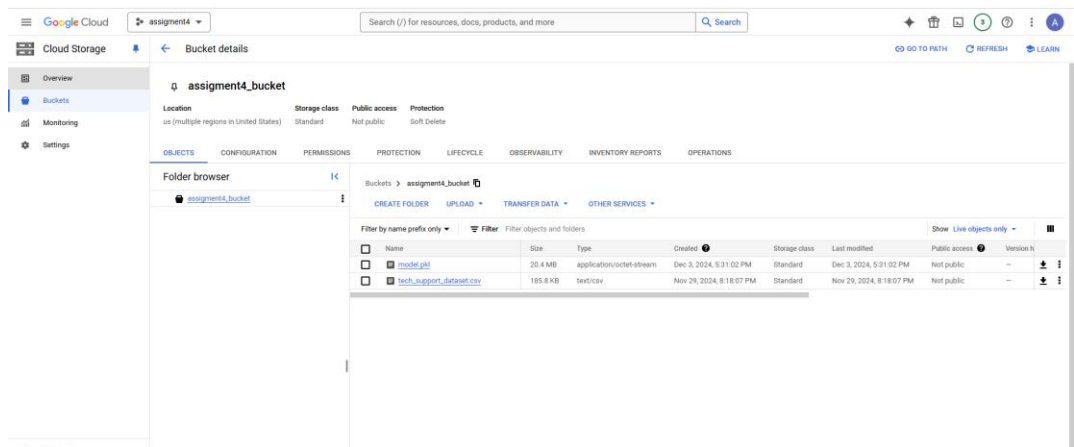 Google Cloud assigment4 Search (/) for resources, docs, products, and more Search 3 A
Cloud Storage Bucket details GO TO PATH REFRESH LEARN
Overview
Buckets
Monitoring
Settings
assigment4_bucket
Location Storage class Public access Protection
us (multiple regions in United States) Standard Not public Soft Delete
OBJECTS CONFIGURATION PERMISSIONS PROTECTION LIFECYCLE OBSERVABILITY INVENTORY REPORTS OPERATIONS
Folder browser
assigment4_bucket
Buckets > assigment4_bucket
CREATE FOLDER UPLOAD TRANSFER DATA OTHER SERVICES
Filter by name prefix only Filter Filter objects and folders Show Live objects only
Name Size Type Created Storage class Last modified Public access Version h
model.pkl 20.4 MB application/octet-stream Dec 3, 2024, 5:31:02 PM Standard Dec 3, 2024, 5:31:02 PM Not public —
tech_support_dataset.csv 185.8 KB text/csv Nov 29, 2024, 8:18:07 PM Standard Nov 29, 2024, 8:18:07 PM Not public —